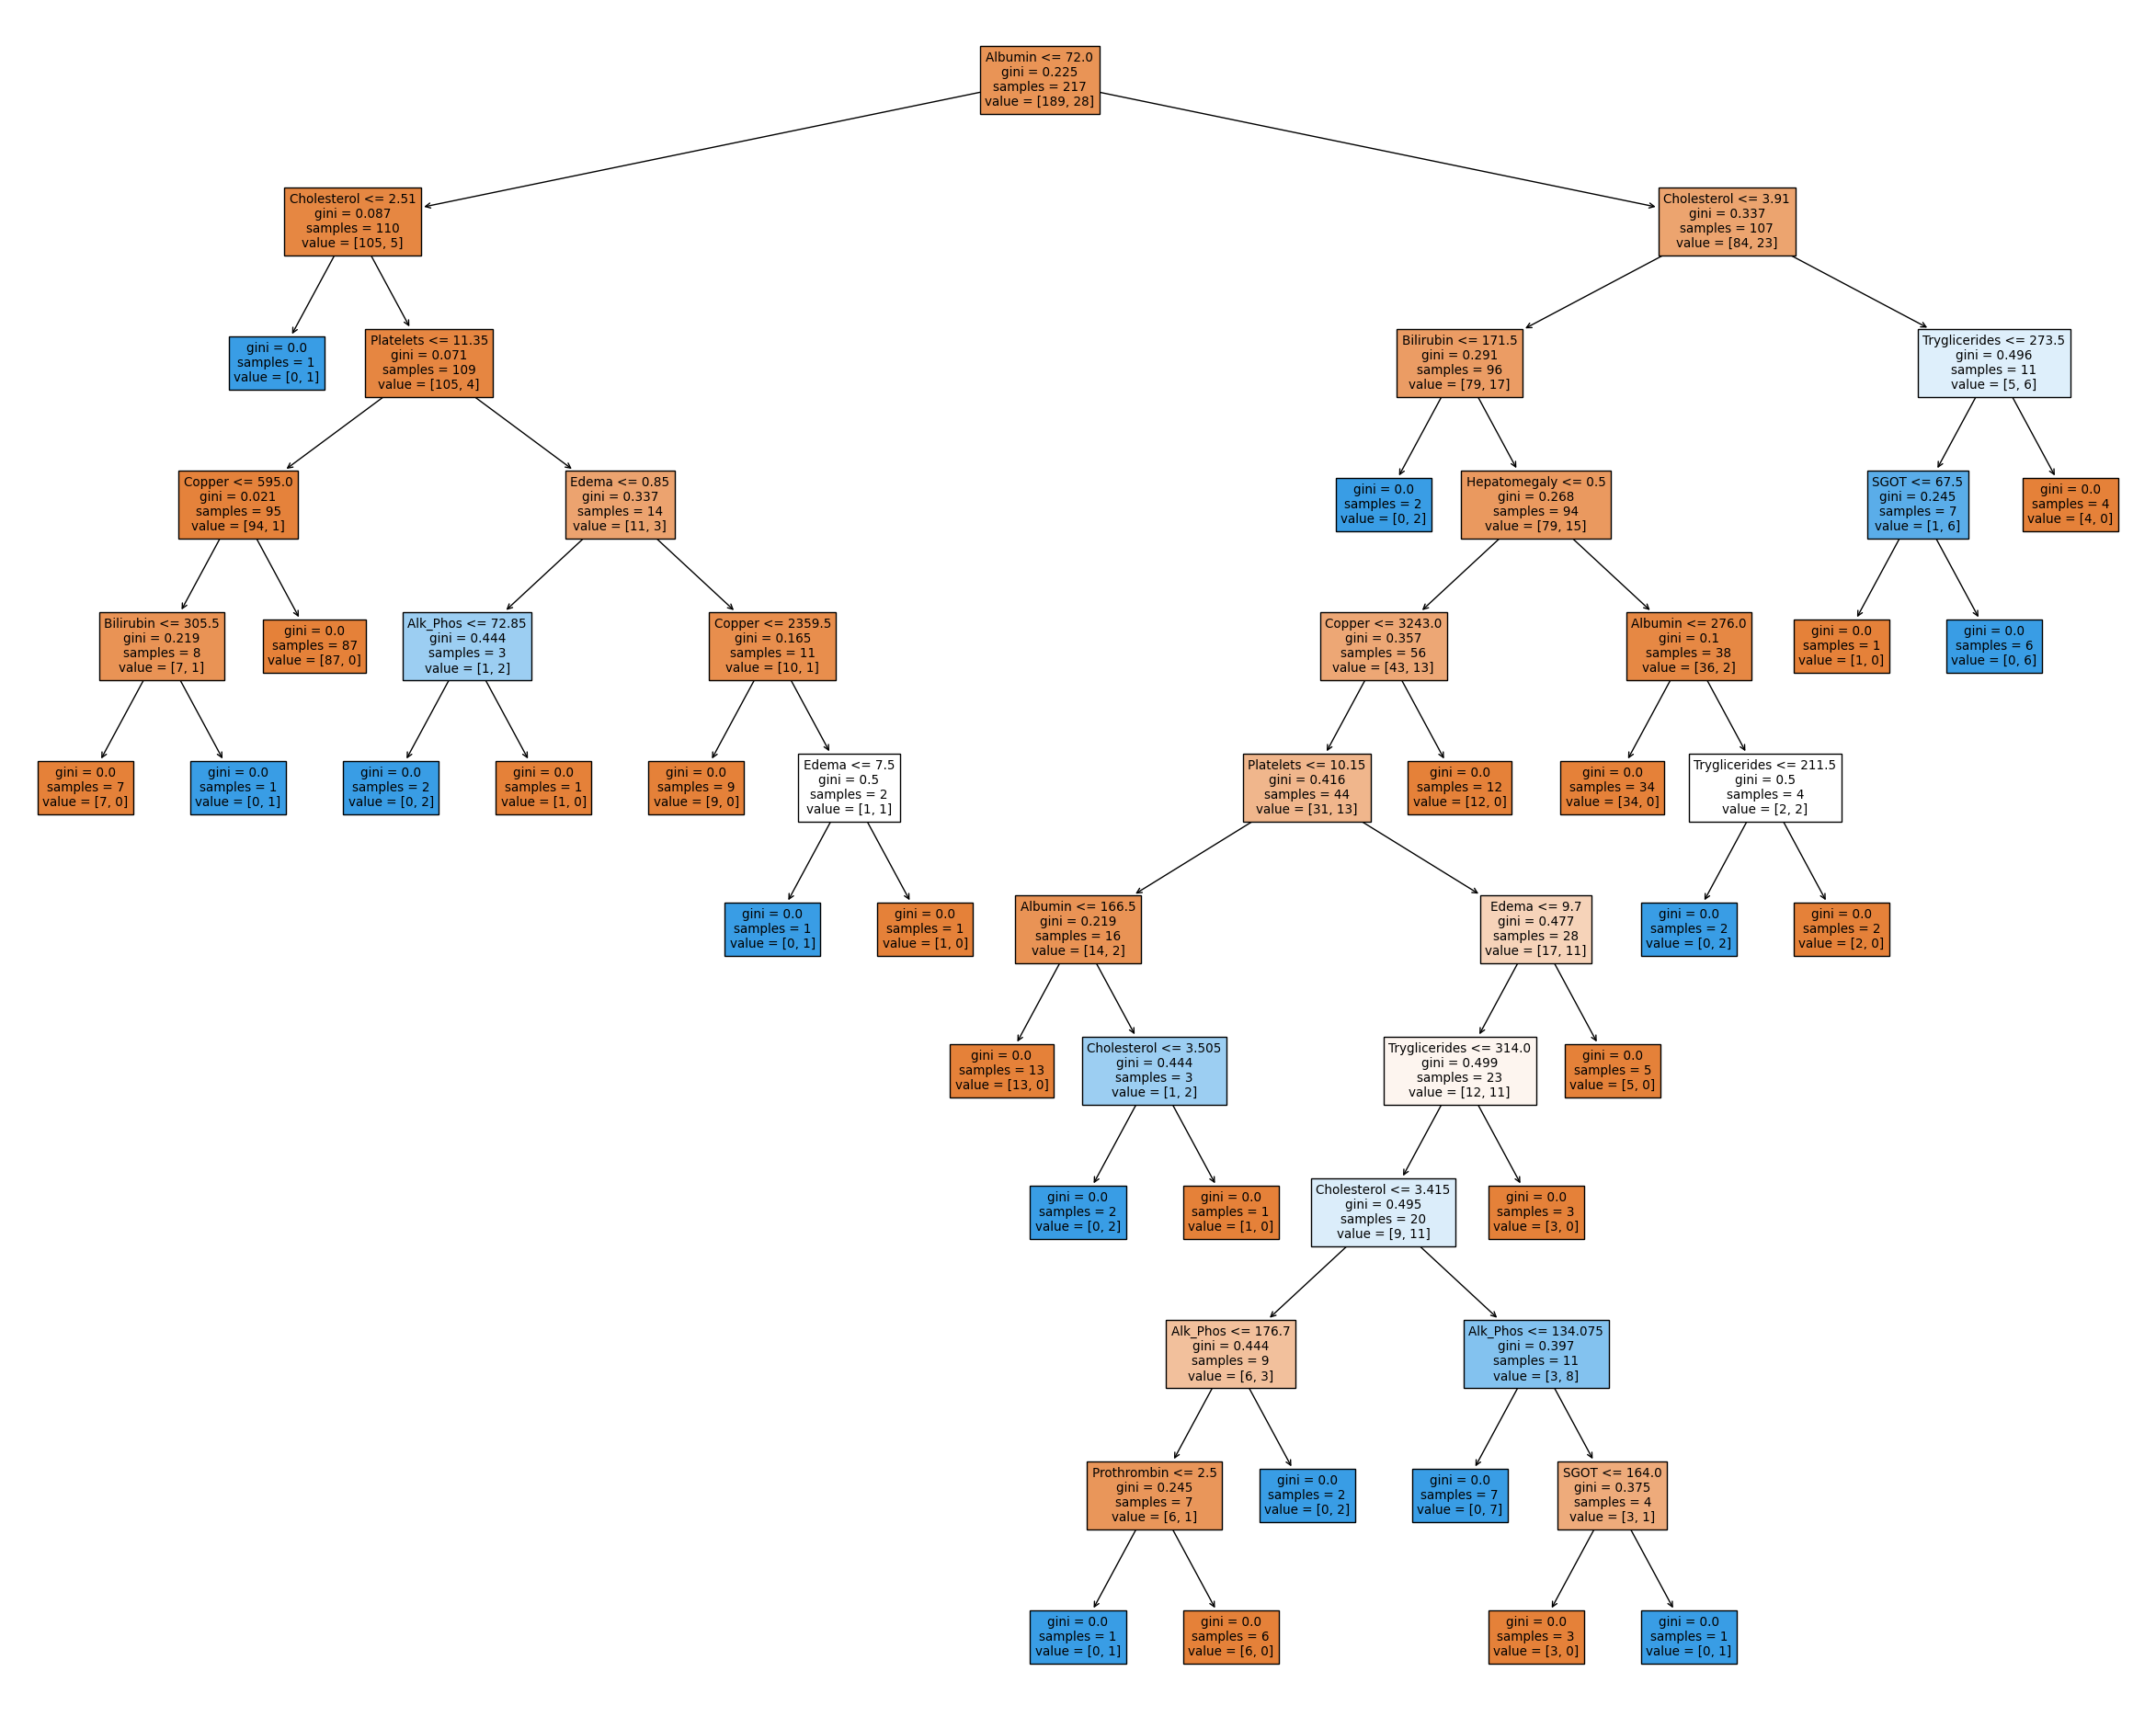 Albumin <= 72.0
gini = 0.225
samples = 217
value = [189, 28]
Cholesterol <= 2.51
gini = 0.087
samples = 110
value = [105, 5]
Cholesterol <= 3.91
gini = 0.337
samples = 107
value = [84, 23]
gini = 0.0
samples = 1
value = [0, 1]
Platelets <= 11.35
gini = 0.071
samples = 109
value = [105, 4]
Bilirubin <= 171.5
gini = 0.291
samples = 96
value = [79, 17]
Tryglicerides <= 273.5
gini = 0.496
samples = 11
value = [5, 6]
Copper <= 595.0
gini = 0.021
samples = 95
value = [94, 1]
Edema <= 0.85
gini = 0.337
samples = 14
value = [11, 3]
gini = 0.0
samples = 2
value = [0, 2]
Hepatomegaly <= 0.5
gini = 0.268
samples = 94
value = [79, 15]
SGOT <= 67.5
gini = 0.245
samples = 7
value = [1, 6]
gini = 0.0
samples = 4
value = [4, 0]
Bilirubin <= 305.5
gini = 0.219
samples = 8
value = [7, 1]
gini = 0.0
samples = 87
value = [87, 0]
Alk_Phos <= 72.85
gini = 0.444
samples = 3
value = [1, 2]
Copper <= 2359.5
gini = 0.165
samples = 11
value = [10, 1]
Copper <= 3243.0
gini = 0.357
samples = 56
value = [43, 13]
Albumin <= 276.0
gini = 0.1
samples = 38
value = [36, 2]
gini = 0.0
samples = 1
value = [1, 0]
gini = 0.0
samples = 6
value = [0, 6]
gini = 0.0
samples = 7
value = [7, 0]
gini = 0.0
samples = 1
value = [0, 1]
gini = 0.0
samples = 2
value = [0, 2]
gini = 0.0
samples = 1
value = [1, 0]
gini = 0.0
samples = 9
value = [9, 0]
Edema <= 7.5
gini = 0.5
samples = 2
value = [1, 1]
Platelets <= 10.15
gini = 0.416
samples = 44
value = [31, 13]
gini = 0.0
samples = 12
value = [12, 0]
gini = 0.0
samples = 34
value = [34, 0]
Tryglicerides <= 211.5
gini = 0.5
samples = 4
value = [2, 2]
gini = 0.0
samples = 1
value = [0, 1]
gini = 0.0
samples = 1
value = [1, 0]
Albumin <= 166.5
gini = 0.219
samples = 16
value = [14, 2]
Edema <= 9.7
gini = 0.477
samples = 28
value = [17, 11]
gini = 0.0
samples = 2
value = [0, 2]
gini = 0.0
samples = 2
value = [2, 0]
gini = 0.0
samples = 13
value = [13, 0]
Cholesterol <= 3.505
gini = 0.444
samples = 3
value = [1, 2]
Tryglicerides <= 314.0
gini = 0.499
samples = 23
value = [12, 11]
gini = 0.0
samples = 5
value = [5, 0]
gini = 0.0
samples = 2
value = [0, 2]
gini = 0.0
samples = 1
value = [1, 0]
Cholesterol <= 3.415
gini = 0.495
samples = 20
value = [9, 11]
gini = 0.0
samples = 3
value = [3, 0]
Alk_Phos <= 176.7
gini = 0.444
samples = 9
value = [6, 3]
Alk_Phos <= 134.075
gini = 0.397
samples = 11
value = [3, 8]
Prothrombin <= 2.5
gini = 0.245
samples = 7
value = [6, 1]
gini = 0.0
samples = 2
value = [0, 2]
gini = 0.0
samples = 7
value = [0, 7]
SGOT <= 164.0
gini = 0.375
samples = 4
value = [3, 1]
gini = 0.0
samples = 1
value = [0, 1]
gini = 0.0
samples = 6
value = [6, 0]
gini = 0.0
samples = 3
value = [3, 0]
gini = 0.0
samples = 1
value = [0, 1]